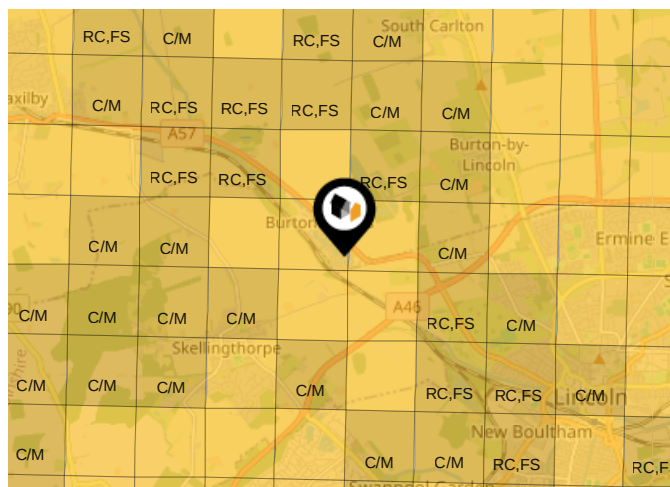 South Carlton
RC,FS C/M RC,FS C/M
axilby C/M RC,FS RC,FS RC,FS C/M C/M
A57
Burton-by-
Lincoln
RC,FS RC,FS RC,FS C/M
Burton
Ermine E
C/M C/M C/M
90
A46
C/M C/M C/M C/M RC,FS C/M
Skellingthorpe
C/M C/M C/M C/M RC,FS RC,FS C/M
Lincoln
New Boultham
C/M C/M C/M RC,FS RC,F